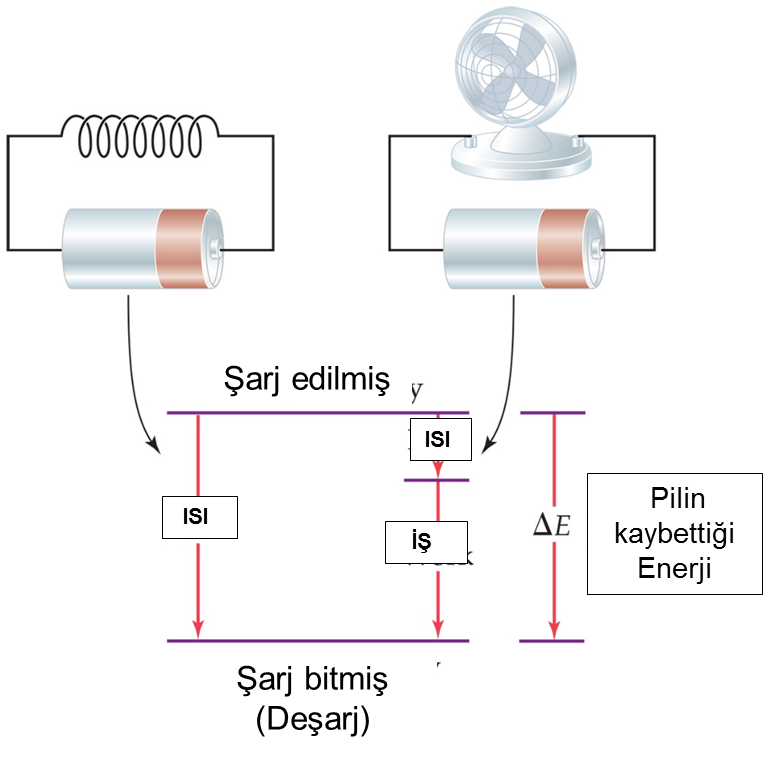 Şarj edilmiş
y
ISI
ISI
İŞ
ΔE
Pilin
kaybettiği
Enerji
Şarj bitmiş
(Deşarj)